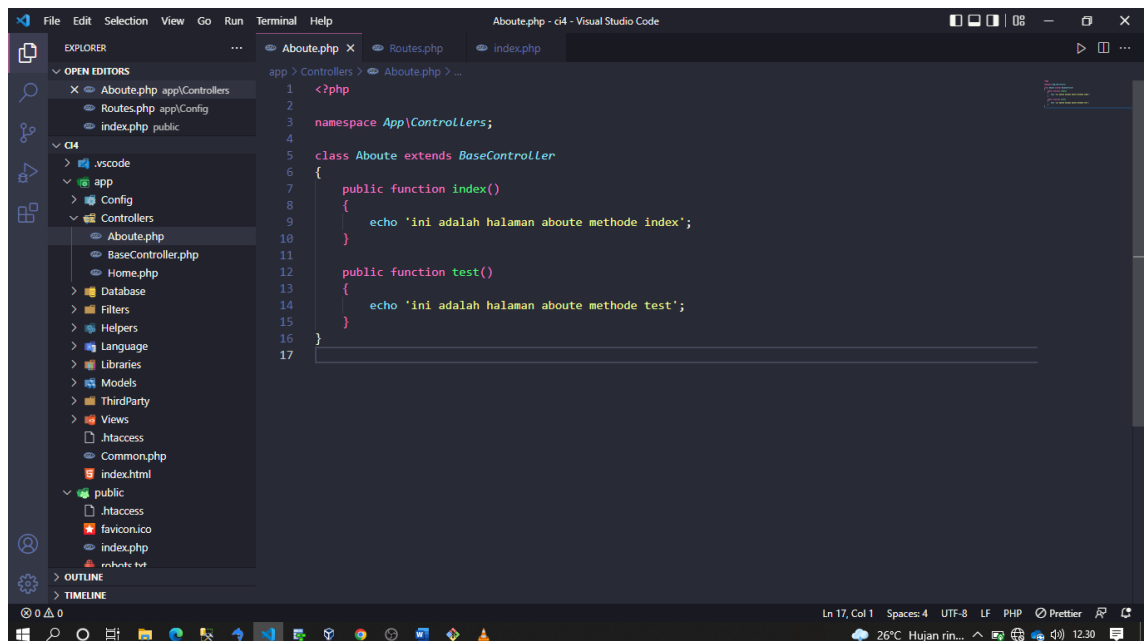 File Edit Selection View Go Run Terminal Help
Aboute.php - ci4 - Visual Studio Code
EXPLORER
OPEN EDITORS
Aboute.php app\Controllers
Routes.php app\Config
index.php public
CI4
.vscode
app
Config
Controllers
Aboute.php
BaseController.php
Home.php
Database
Filters
Helpers
Language
Libraries
Models
ThirdParty
Views
.htaccess
Common.php
index.html
public
.htaccess
favicon.ico
index.php
robots.txt
OUTLINE
TIMELINE
Aboute.php Routes.php index.php
app > Controllers > Aboute.php > ...
1 <?php
2
3 namespace App\Controllers;
4
5 class Aboute extends BaseController
6 {
7 public function index()
8 {
9 echo 'ini adalah halaman aboute methode index';
10 }
11
12 public function test()
13 {
14 echo 'ini adalah halaman aboute methode test';
15 }
16 }
17
0 0
Ln 17, Col 1 Spaces: 4 UTF-8 LF PHP Prettier
26°C Hujan rin... 12.30